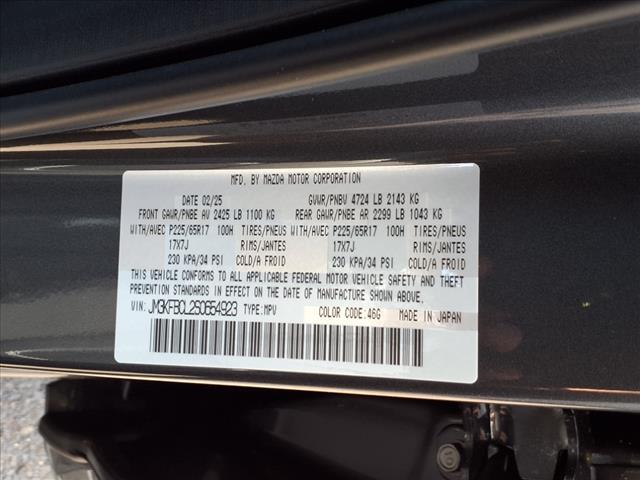 MFD. BY MAZDA MOTOR CORPORATION
DATE 02/25 GVWR/PNBV 4724 LB 2143 KG
FRONT GAWR/PNBE AV 2425 LB 1100 KG REAR GAWR/PNBE AR 2299 LB 1043 KG
WITH/AVEC P225/65R17 100H TIRES/PNEUS WITH/AVEC P225/65R17 100H TIRES/PNEUS
17X7J RIMS/JANTES 17X7J RIMS/JANTES
230 KPA/34 PSI COLD/A FROID 230 KPA/34 PSI COLD/A FROID
THIS VEHICLE CONFORMS TO ALL APPLICABLE FEDERAL MOTOR VEHICLE SAFETY AND THEFT
PREVENTION STANDARDS IN EFFECT ON THE DATE OF MANUFACTURE SHOWN ABOVE.
VIN: JM3KFBCL2S0654923 TYPE:MPV COLOR CODE:46G MADE IN JAPAN